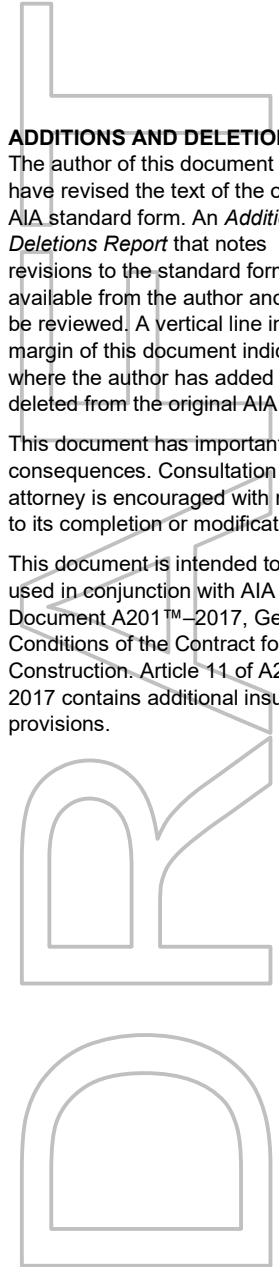 ADDITIONS AND DELETION
The author of this document
have revised the text of the o
AIA standard form. An Additi
Deletions Report that notes
revisions to the standard form
available from the author and
be reviewed. A vertical line in
margin of this document indic
where the author has added
deleted from the original AIA
This document has important
consequences. Consultation
attorney is encouraged with r
to its completion or modificat
This document is intended to
used in conjunction with AIA
Document A201™–2017, Ge
Conditions of the Contract fo
Construction. Article 11 of A2
2017 contains additional insu
provisions.
DRAFT